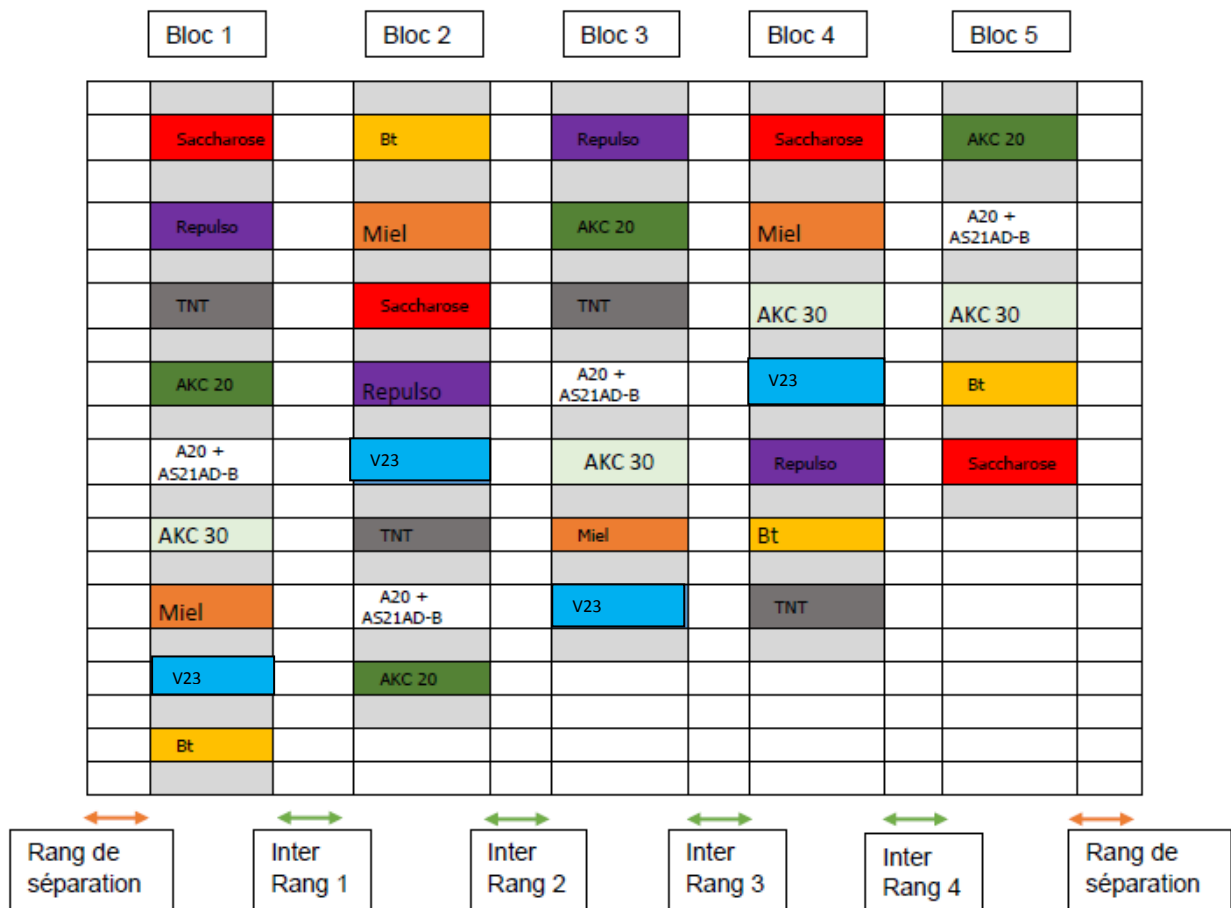 Bloc 1
Bloc 2
Bloc 3
Bloc 4
Bloc 5
Saccharose
Bt
Repulso
Saccharose
AKC 20
Repulso
Miel
AKC 20
Miel
A20 +
AS21AD-B
TNT
Saccharose
TNT
AKC 30
AKC 30
AKC 20
Repulso
A20 +
AS21AD-B
V23
Bt
A20 +
AS21AD-B
V23
AKC 30
Repulso
Saccharose
AKC 30
TNT
Miel
Bt
Miel
A20 +
AS21AD-B
V23
TNT
V23
AKC 20
Bt
Rang de
séparation
Inter
Rang 1
Inter
Rang 2
Inter
Rang 3
Inter
Rang 4
Rang de
séparation